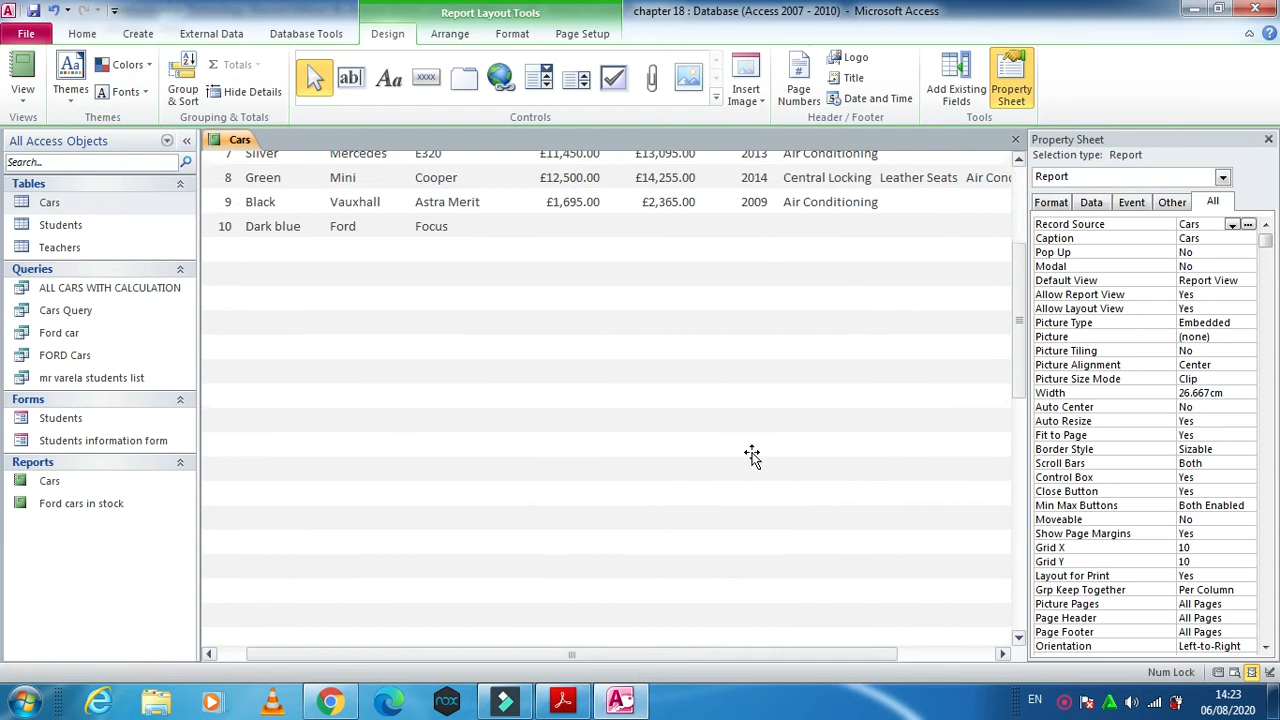 Report Layout Tools
chapter 18 : Database (Access 2007 - 2010) - Microsoft Access
File Home Create External Data Database Tools Design Arrange Format Page Setup
View
Views
Themes
Colors
Fonts
Themes
Group & Sort
Totals
Hide Details
Grouping & Totals
ab|
Aa
xxxx
Controls
Insert Image
Page Numbers
Logo
Title
Date and Time
Header / Footer
Add Existing Fields
Property Sheet
Tools
All Access Objects
Search...
Tables
Cars
Students
Teachers
Queries
ALL CARS WITH CALCULATION
Cars Query
Ford car
FORD Cars
mr varela students list
Forms
Students
Students information form
Reports
Cars
Ford cars in stock
Cars
7 Silver Mercedes E320 £11,450.00 £13,095.00 2013 Air Conditioning
8 Green Mini Cooper £12,500.00 £14,255.00 2014 Central Locking Leather Seats Air Conc
9 Black Vauxhall Astra Merit £1,695.00 £2,365.00 2009 Air Conditioning
10 Dark blue Ford Focus
Property Sheet
Selection type: Report
Report
Format Data Event Other All
Record Source Cars
Caption Cars
Pop Up No
Modal No
Default View Report View
Allow Report View Yes
Allow Layout View Yes
Picture Type Embedded
Picture (none)
Picture Tiling No
Picture Alignment Center
Picture Size Mode Clip
Width 26.667cm
Auto Center No
Auto Resize Yes
Fit to Page Yes
Border Style Sizable
Scroll Bars Both
Control Box Yes
Close Button Yes
Min Max Buttons Both Enabled
Moveable No
Show Page Margins Yes
Grid X 10
Grid Y 10
Layout for Print Yes
Grp Keep Together Per Column
Picture Pages All Pages
Page Header All Pages
Page Footer All Pages
Orientation Left-to-Right
Num Lock
nox
EN
14:23
06/08/2020